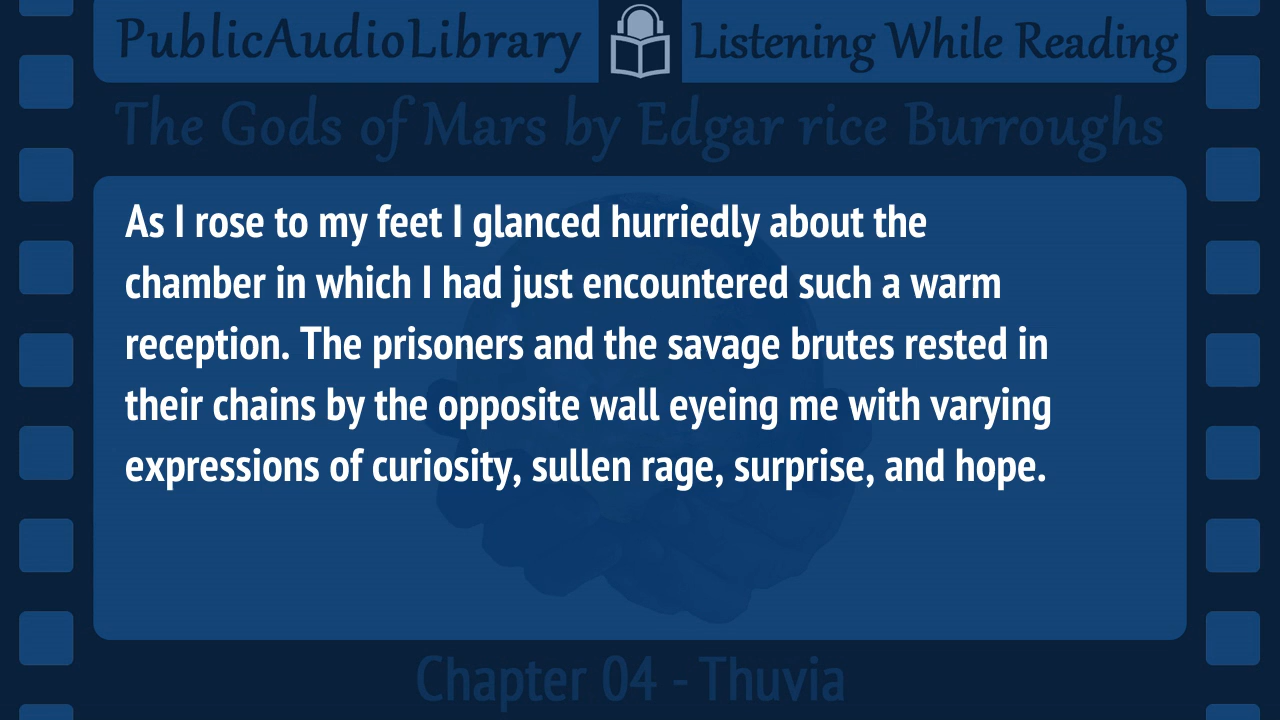 PublicAudioLibrary Listening While Reading
The Gods of Mars by Edgar rice Burroughs
As I rose to my feet I glanced hurriedly about the
chamber in which I had just encountered such a warm
reception. The prisoners and the savage brutes rested in
their chains by the opposite wall eyeing me with varying
expressions of curiosity, sullen rage, surprise, and hope.
Chapter 04 - Thuvia